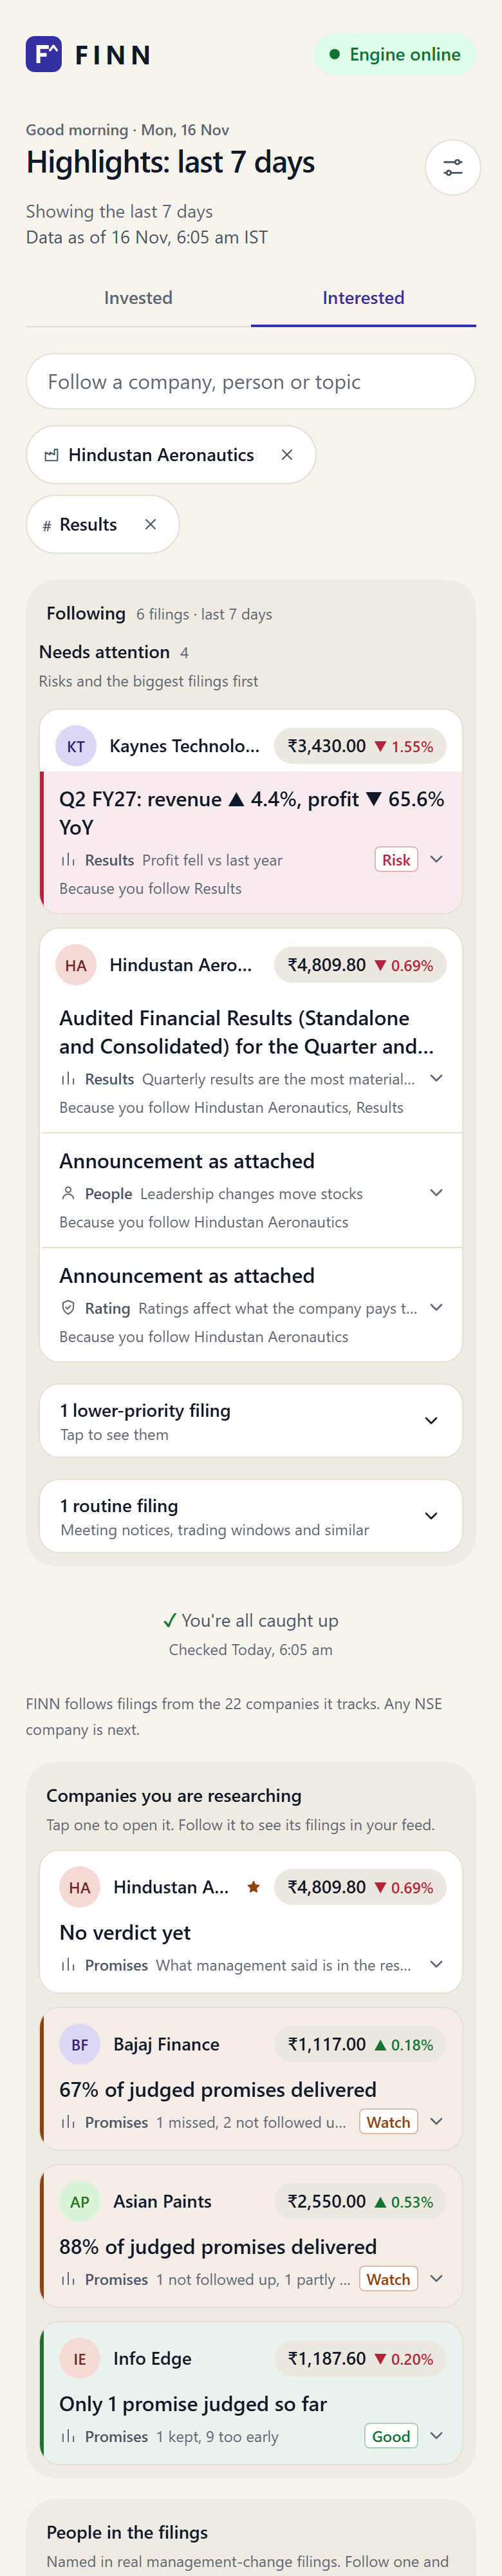 FINN
Engine online
Good morning · Mon, 16 Nov
Highlights: last 7 days
Showing the last 7 days
Data as of 16 Nov, 6:05 am IST
Invested
Interested
Follow a company, person or topic
Hindustan Aeronautics ×
# Results ×
Following 6 filings · last 7 days
Needs attention 4
Risks and the biggest filings first
KT Kaynes Technolo... ₹3,430.00 ▼ 1.55%
Q2 FY27: revenue ▲ 4.4%, profit ▼ 65.6%
YoY
Results Profit fell vs last year Risk
Because you follow Results
HA Hindustan Aero... ₹4,809.80 ▼ 0.69%
Audited Financial Results (Standalone
and Consolidated) for the Quarter and...
Results Quarterly results are the most material...
Because you follow Hindustan Aeronautics, Results
Announcement as attached
People Leadership changes move stocks
Because you follow Hindustan Aeronautics
Announcement as attached
Rating Ratings affect what the company pays t...
Because you follow Hindustan Aeronautics
1 lower-priority filing
Tap to see them
1 routine filing
Meeting notices, trading windows and similar
✓ You're all caught up
Checked Today, 6:05 am
FINN follows filings from the 22 companies it tracks. Any NSE
company is next.
Companies you are researching
Tap one to open it. Follow it to see its filings in your feed.
HA Hindustan A... ★ ₹4,809.80 ▼ 0.69%
No verdict yet
Promises What management said is in the res...
BF Bajaj Finance ₹1,117.00 ▲ 0.18%
67% of judged promises delivered
Promises 1 missed, 2 not followed u... Watch
AP Asian Paints ₹2,550.00 ▲ 0.53%
88% of judged promises delivered
Promises 1 not followed up, 1 partly ... Watch
IE Info Edge ₹1,187.60 ▼ 0.20%
Only 1 promise judged so far
Promises 1 kept, 9 too early Good
People in the filings
Named in real management-change filings. Follow one and